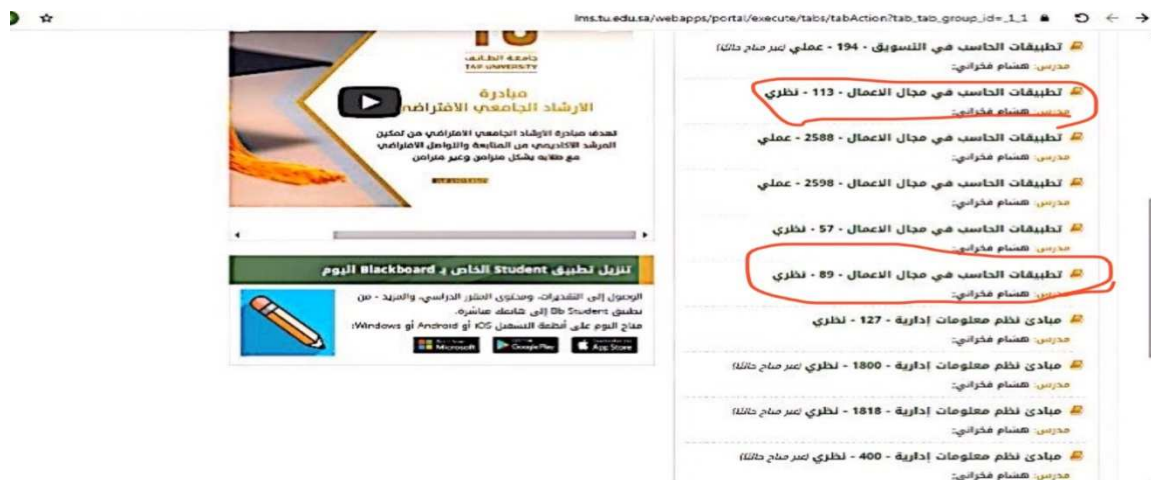 lms.tu.edu.sa/webapps/portal/execute/tabs/tabAction?tab_tab_group_id=_1_1
تطبيقات الحاسب في التسويق - 194 - عملي (غير متاح حاليًا)
مدرس: هشام فخراني;
تطبيقات الحاسب في مجال الاعمال - 113 - نظري
مدرس: هشام فخراني;
تطبيقات الحاسب في مجال الاعمال - 2588 - عملي
مدرس: هشام فخراني;
تطبيقات الحاسب في مجال الاعمال - 2598 - عملي
مدرس: هشام فخراني;
تطبيقات الحاسب في مجال الاعمال - 57 - نظري
مدرس: هشام فخراني;
تطبيقات الحاسب في مجال الاعمال - 89 - نظري
مدرس: هشام فخراني;
مبادئ نظم معلومات إدارية - 127 - نظري
مدرس: هشام فخراني;
مبادئ نظم معلومات إدارية - 1800 - نظري (غير متاح حاليًا)
مدرس: هشام فخراني;
مبادئ نظم معلومات إدارية - 1818 - نظري (غير متاح حاليًا)
مدرس: هشام فخراني;
مبادئ نظم معلومات إدارية - 400 - نظري (غير متاح حاليًا)
مدرس: هشام فخراني;
جامعة الطائف
TAIF UNIVERSITY
مبادرة
الارشاد الجامعي الافتراضي
تهدف مبادرة الارشاد الجامعي الافتراضي من تمكين
المرشد الاكاديمي من المتابعة والتواصل الافتراضي
مع طلابه بشكل متزامن وغير متزامن
تنزيل تطبيق Student الخاص بـ Blackboard اليوم
الوصول إلى التقديرات، ومحتوى المقرر الدراسي، والمزيد - من
تطبيق Bb Student إلى هاتفك مباشرة.
متاح اليوم على أنظمة التشغيل iOS أو Android أو Windows:
App Store
Google Play
Microsoft